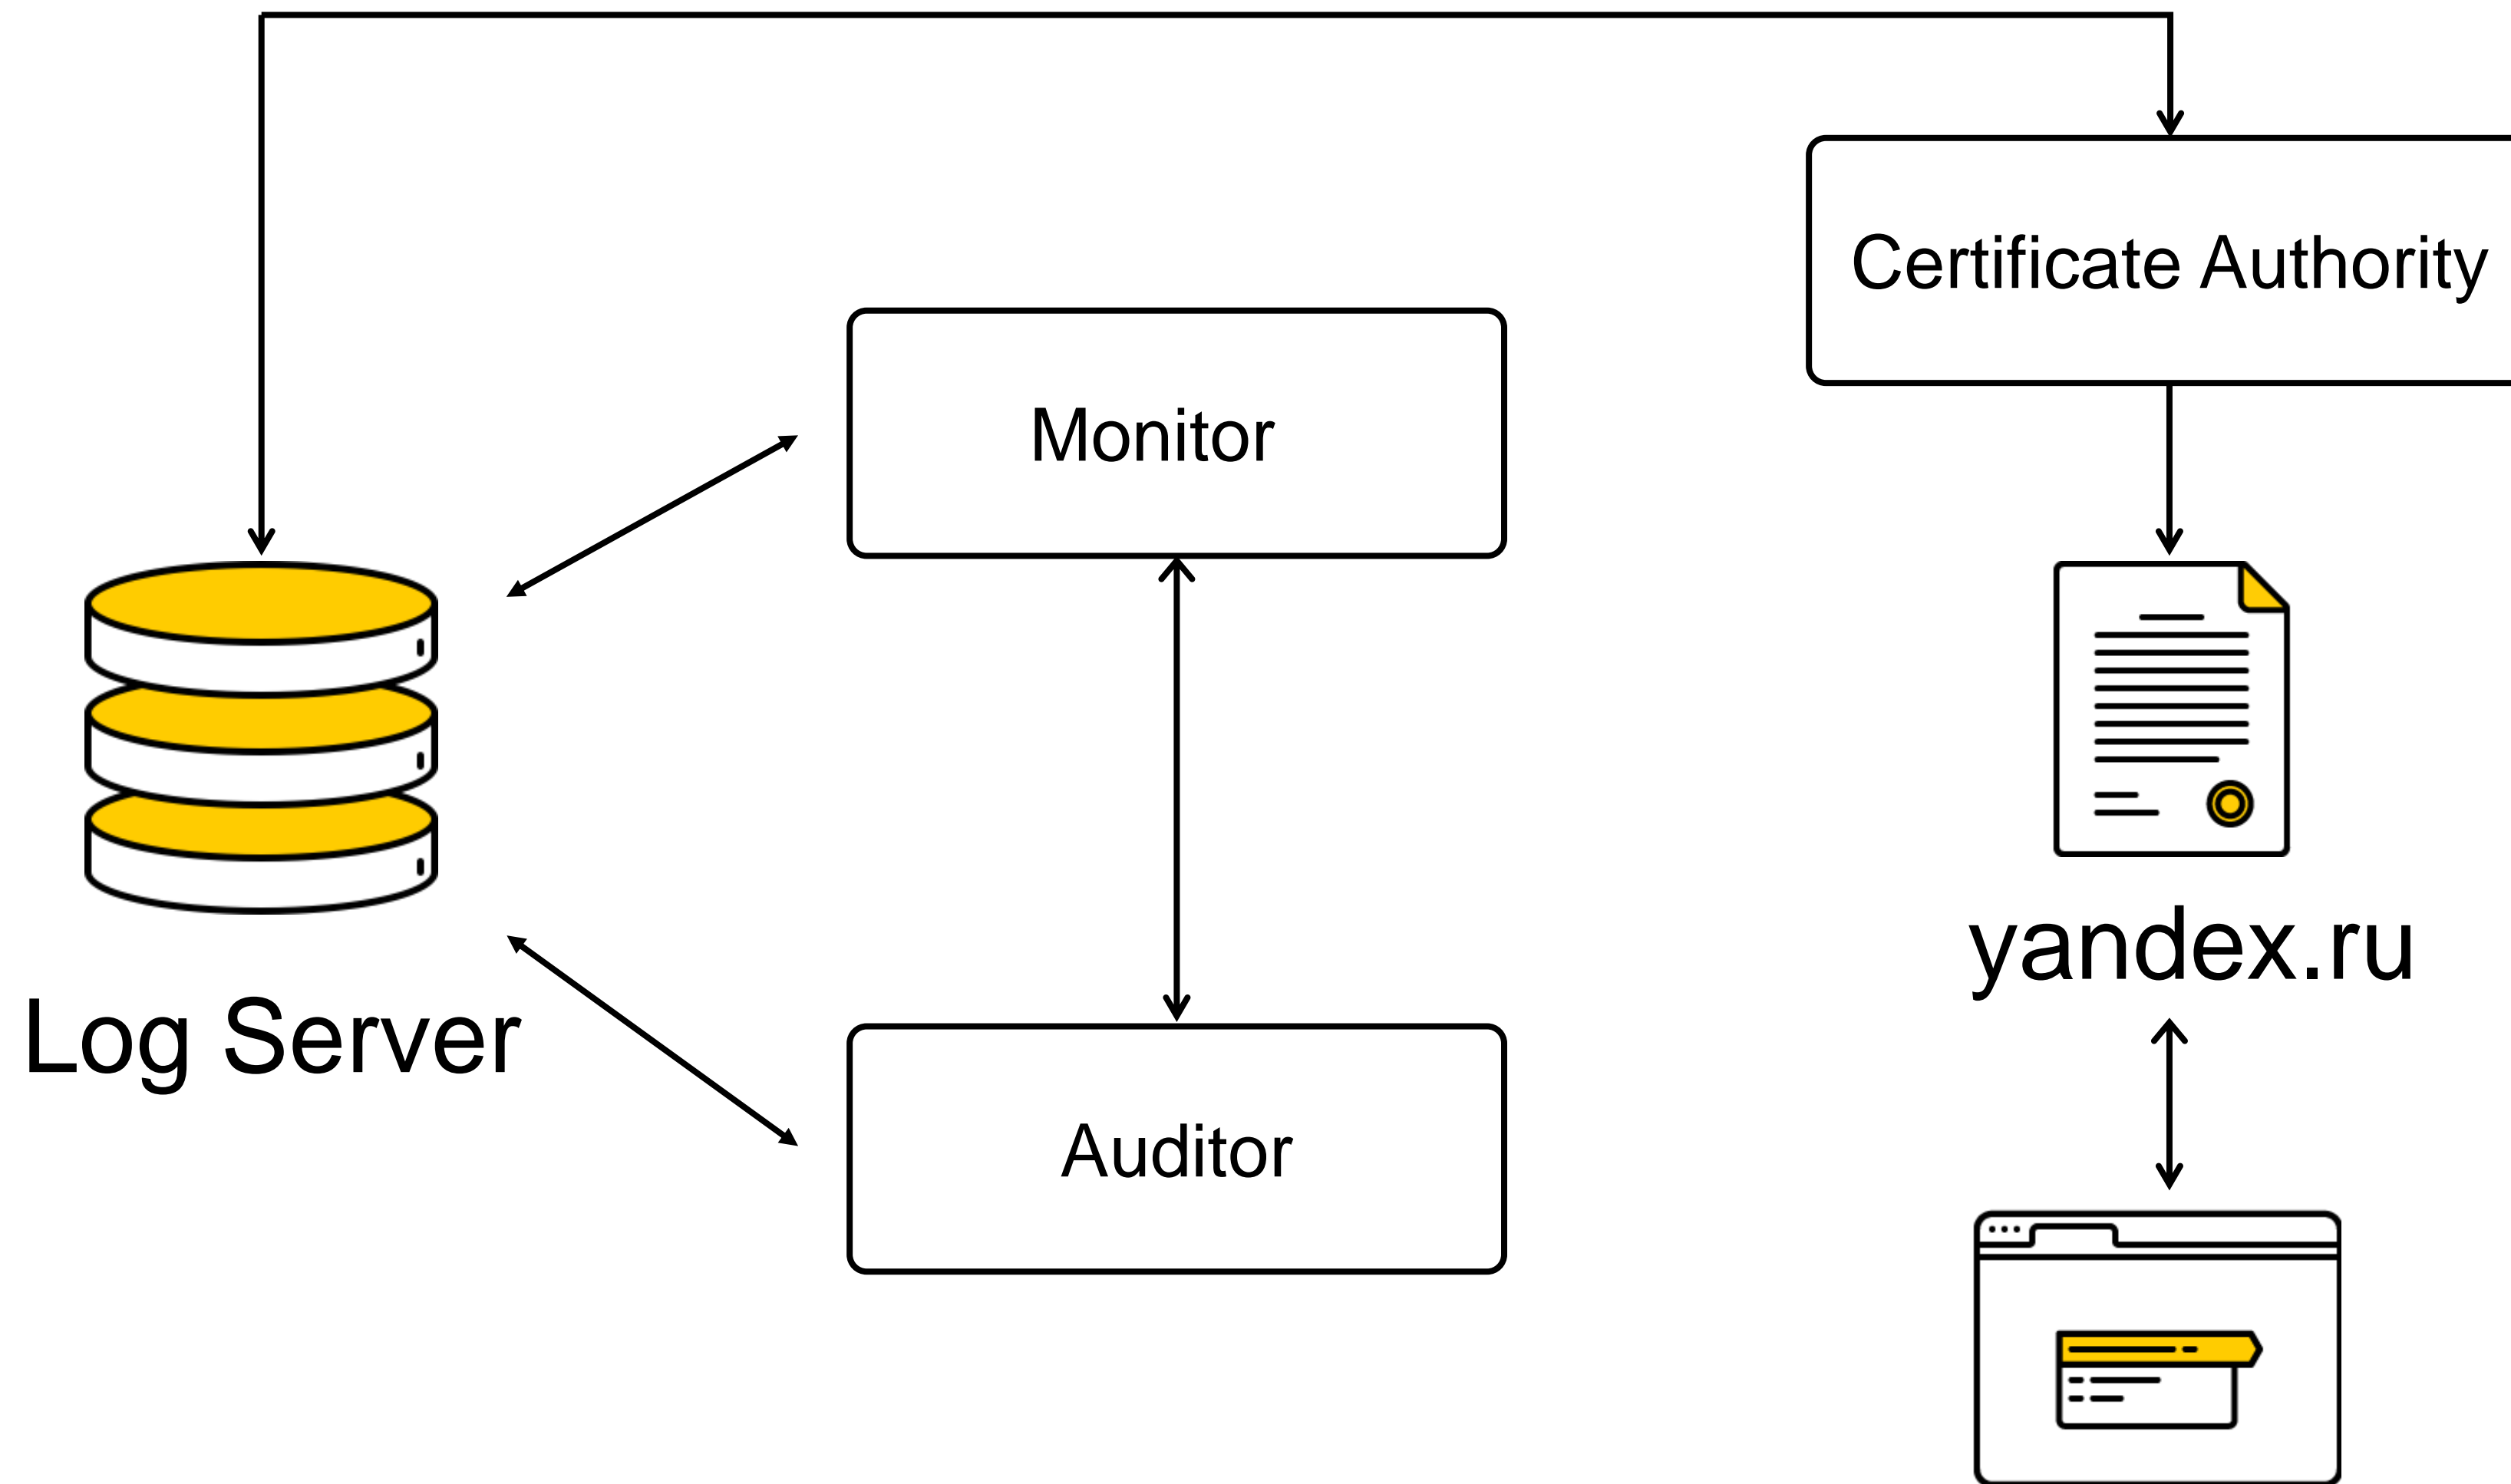 Certificate Authority
Monitor
yandex.ru
Log Server
Auditor